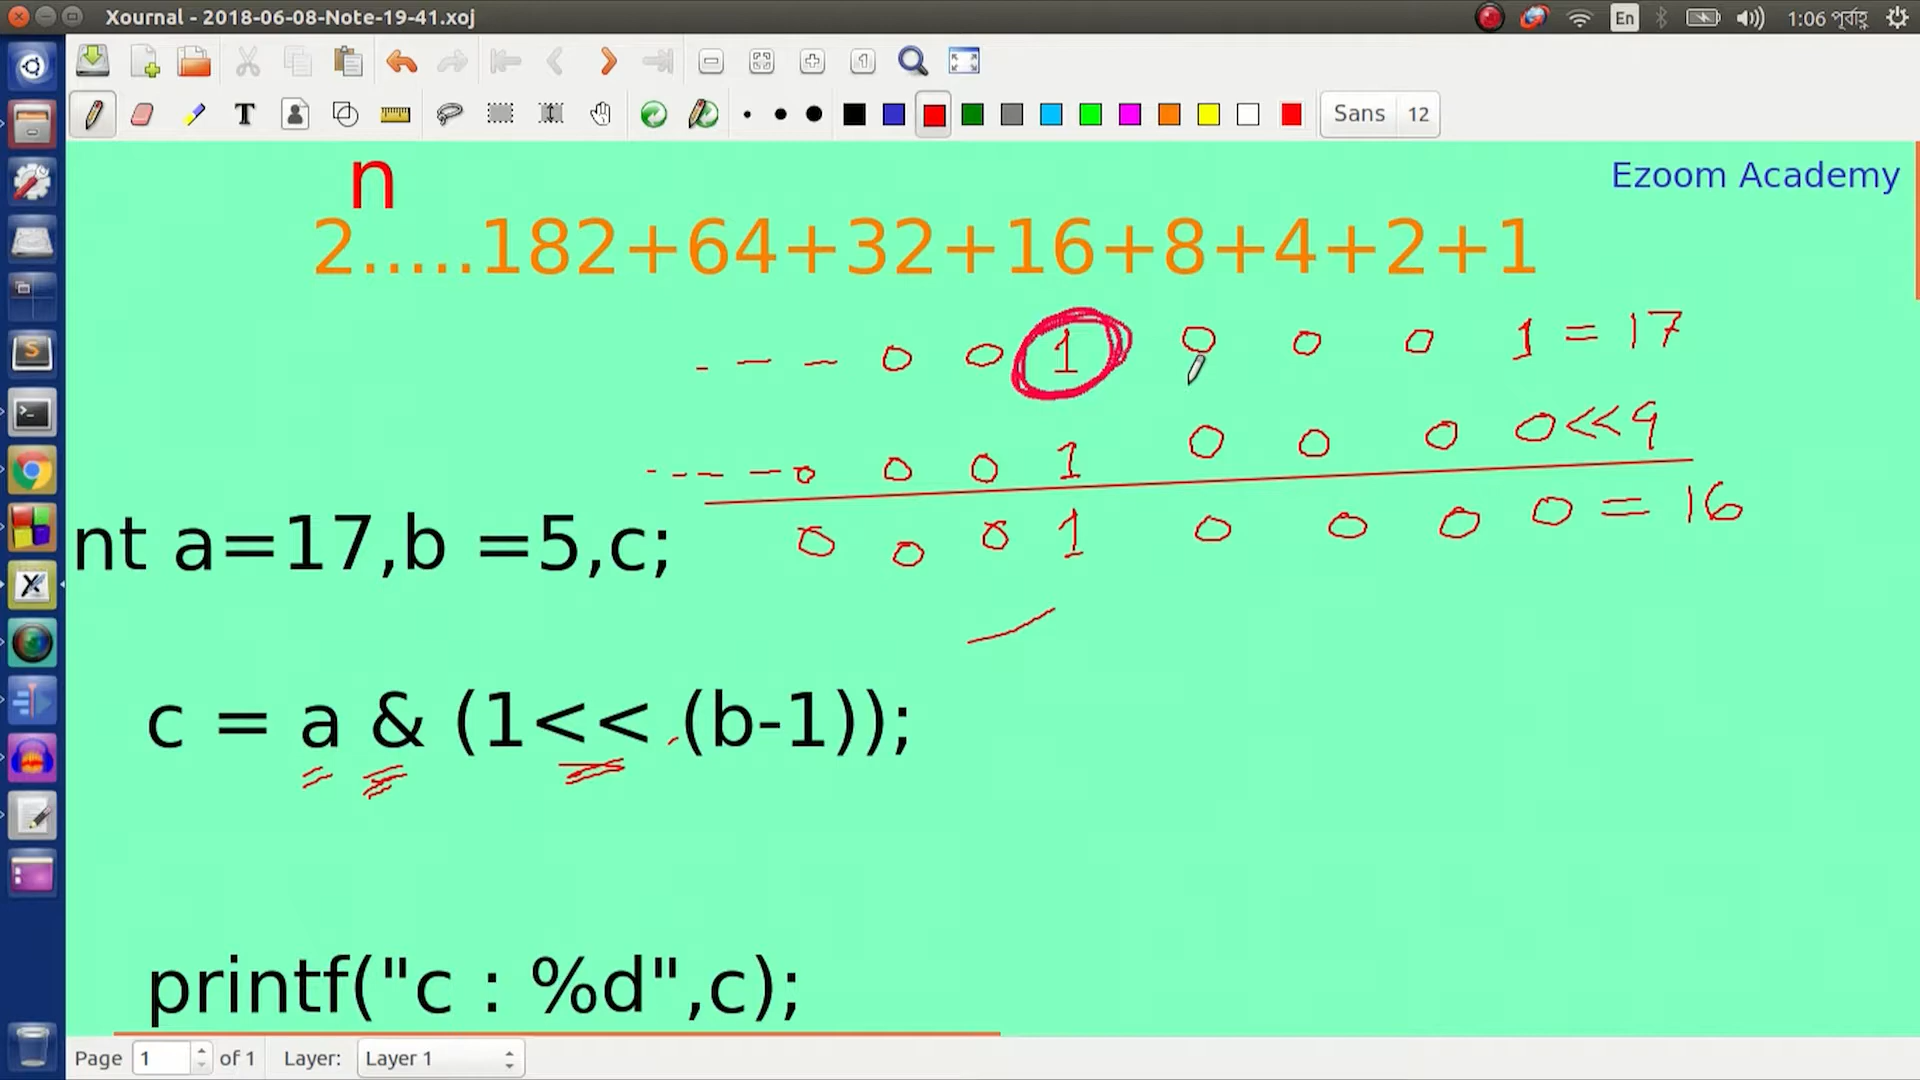 Xournal - 2018-06-08-Note-19-41.xoj
En
1:06 পূর্বাহ্ণ
Sans 12
n
Ezoom Academy
2.....182+64+32+16+8+4+2+1
- - - 0 0 1 0 0 0 1 = 17
- - - - 0 0 0 1 0 0 0 0<<4
0 0 0 1 0 0 0 0 = 16
nt a=17,b =5,c;
c = a & (1<< (b-1));
printf("c : %d",c);
Page 1 of 1 Layer: Layer 1